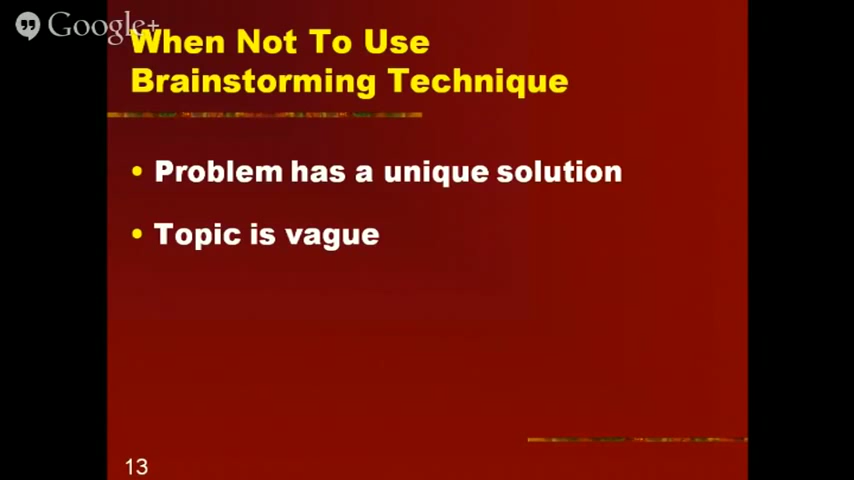 Google+
When Not To Use
Brainstorming Technique
• Problem has a unique solution
• Topic is vague
13